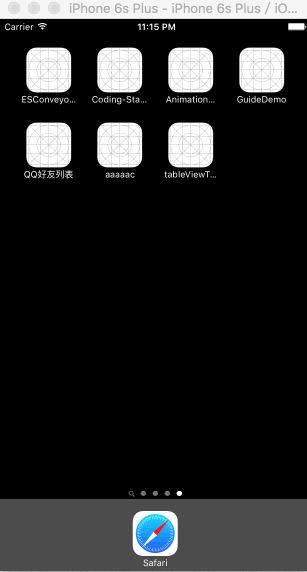 iPhone 6s Plus - iPhone 6s Plus / iO...
Carrier 11:15 PM
ESConveyo... Coding-Sta... Animation... GuideDemo
QQ好友列表 aaaaac tableViewT...
Safari